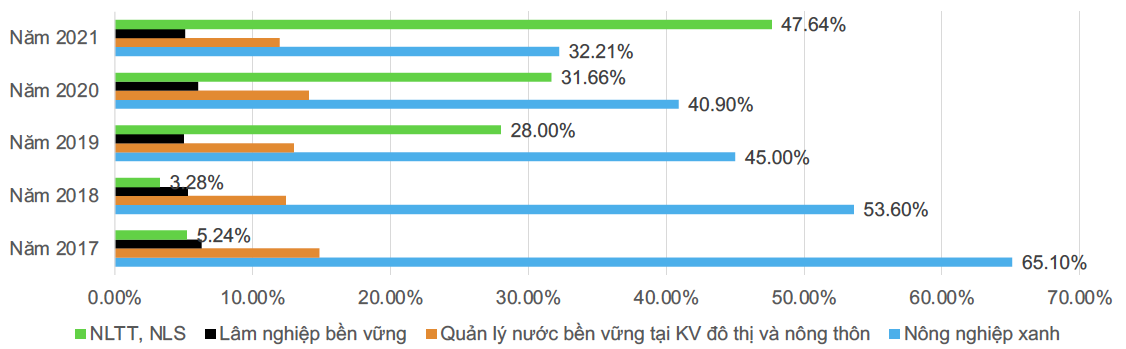 47.64%
Năm 2021
32.21%
31.66%
Năm 2020
40.90%
28.00%
Năm 2019
45.00%
3.28%
Năm 2018
53.60%
5.24%
Năm 2017
65.10%
0.00% 10.00% 20.00% 30.00% 40.00% 50.00% 60.00% 70.00%
NLTT, NLS Lâm nghiệp bền vững Quản lý nước bền vững tại KV đô thị và nông thôn Nông nghiệp xanh